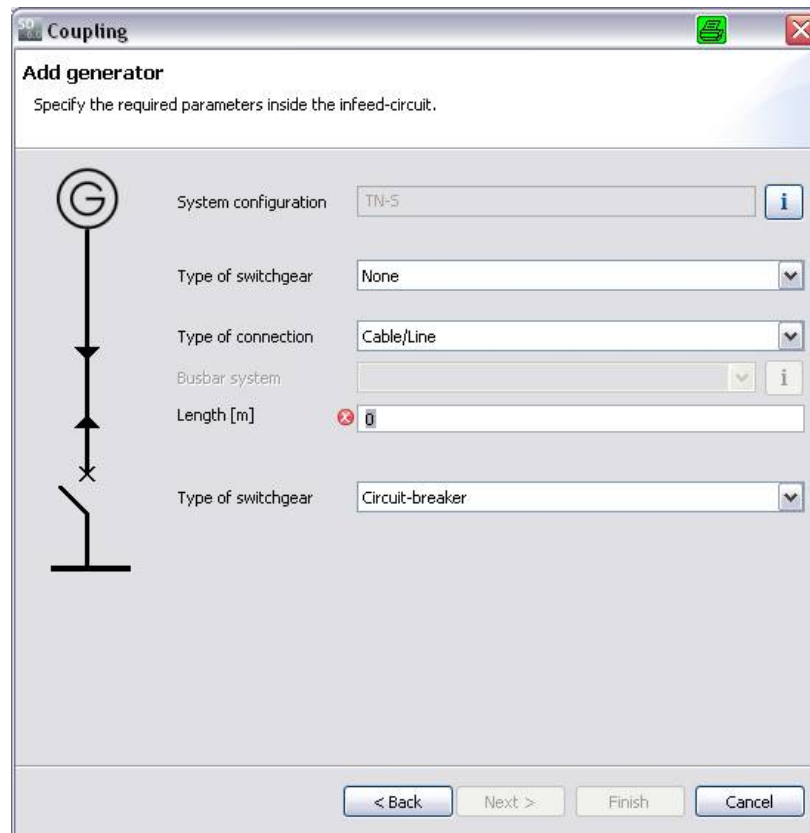 Coupling
Add generator
Specify the required parameters inside the infeed-circuit.
G
System configuration TN-S i
Type of switchgear None
Type of connection Cable/Line
Busbar system i
Length [m] 0
Type of switchgear Circuit-breaker
< Back Next > Finish Cancel